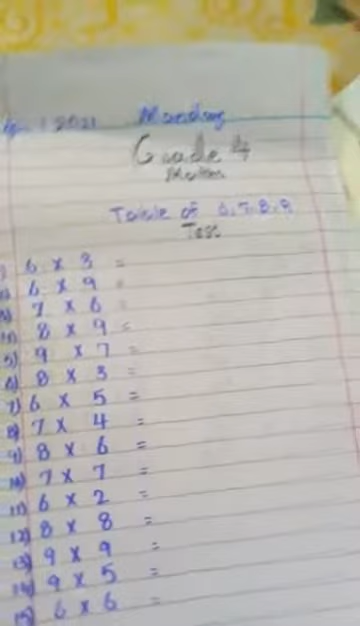 2021 Monday
Grade 4
Maths
Table of 6,7,8,9
Test
1) 6 x 3 =
2) 6 x 9 =
3) 7 x 6 =
4) 8 x 9 =
5) 9 x 7 =
6) 8 x 3 =
7) 6 x 5 =
8) 7 x 4 =
9) 8 x 6 =
10) 7 x 7 =
11) 6 x 2 =
12) 8 x 8 =
13) 9 x 9 =
14) 9 x 5 =
15) 6 x 6 =